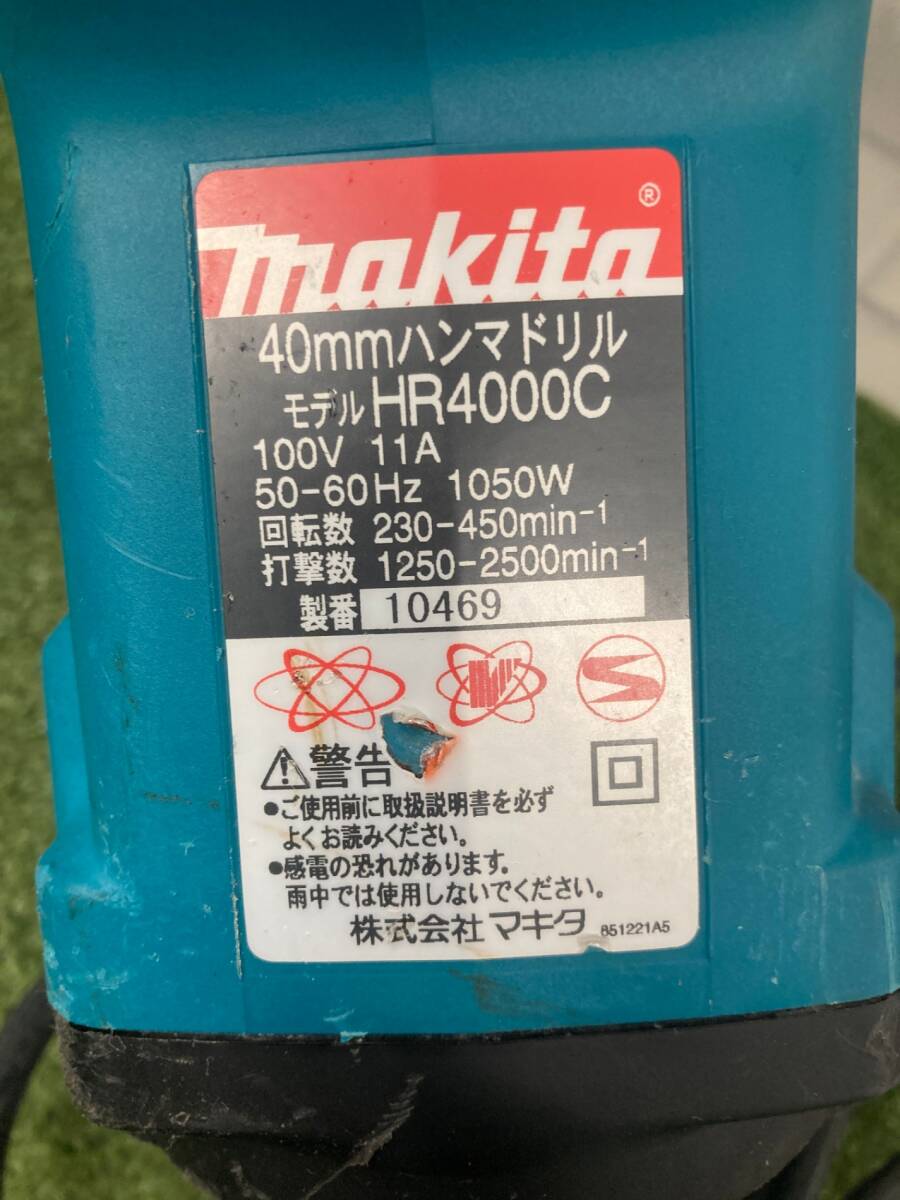 makita®
40mmハンマドリル
モデル HR4000C
100V 11A
50-60Hz 1050W
回転数 230-450min⁻¹
打撃数 1250-2500min⁻¹
製番 10469
警告
●ご使用前に取扱説明書を必ず
よくお読みください。
●感電の恐れがあります。
雨中では使用しないでください。
株式会社 マキタ 851221A5